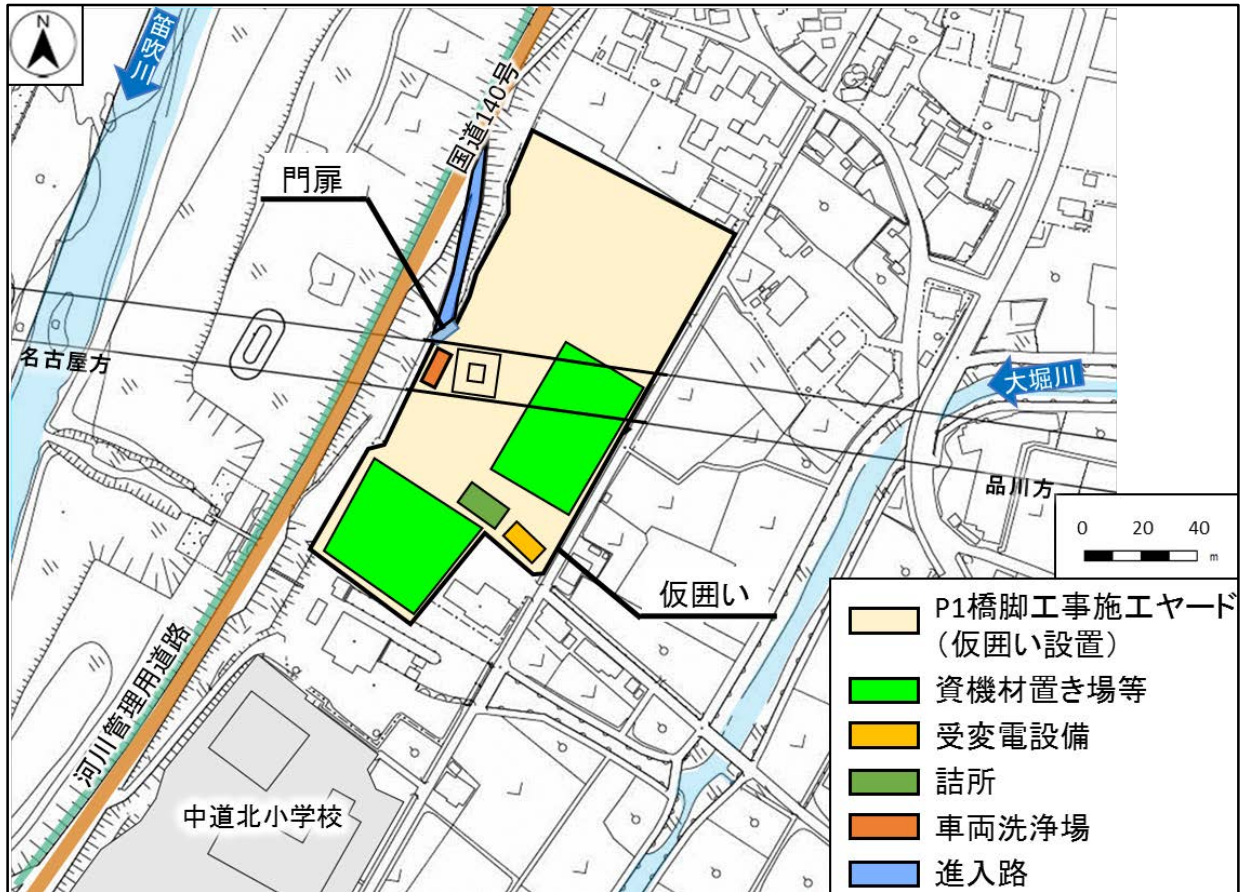 N
笛吹川
国道140号
門扉
名古屋方
大堀川
品川方
0 20 40
m
仮囲い
河川管理用道路
中道北小学校
P1橋脚工事施工ヤード
（仮囲い設置）
資機材置き場等
受変電設備
詰所
車両洗浄場
進入路